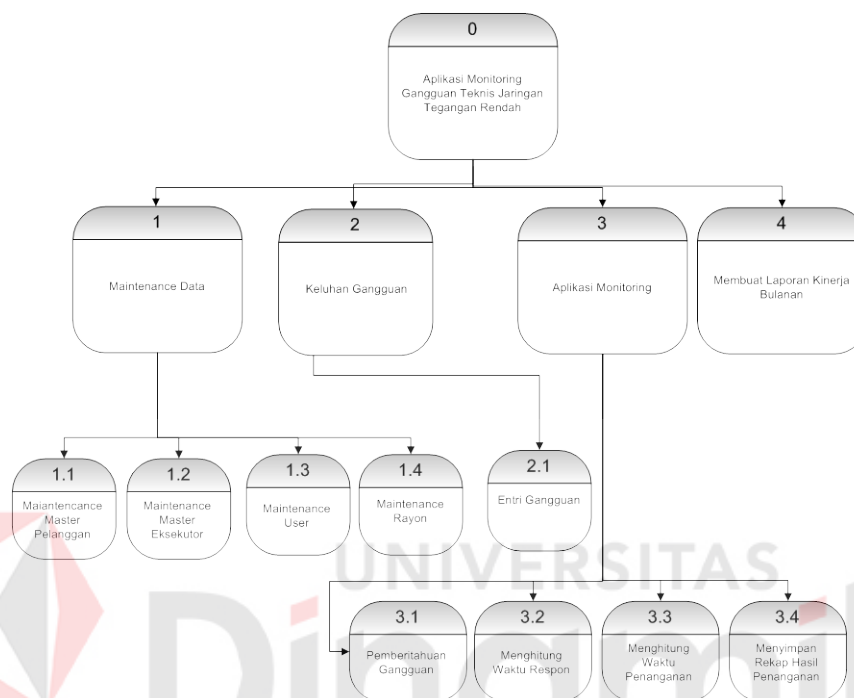 0
Aplikasi Monitoring
Gangguan Teknis Jaringan
Tegangan Rendah
1
Maintenance Data
2
Keluhan Gangguan
3
Aplikasi Monitoring
4
Membuat Laporan Kinerja
Bulanan
1.1
Maiantencance
Master
Pelanggan
1.2
Maintenance
Master
Eksekutor
1.3
Maintenance
User
1.4
Maintenance
Rayon
2.1
Entri Gangguan
UNIVERSITAS
3.1
Pemberitahuan
Gangguan
3.2
Menghitung
Waktu Respon
3.3
Menghitung
Waktu
Penanganan
3.4
Menyimpan
Rekap Hasil
Penanganan